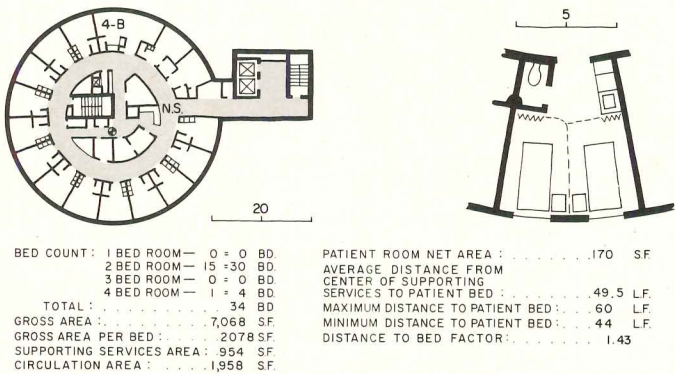 4-B
N.S.
20
5
BED COUNT: 1 BED ROOM— 0 = 0 BD.
2 BED ROOM— 15 = 30 BD.
3 BED ROOM— 0 = 0 BD.
4 BED ROOM— 1 = 4 BD.
TOTAL: 34 BD
GROSS AREA: 7,068 S.F.
GROSS AREA PER BED: 2078 S.F.
SUPPORTING SERVICES AREA: 954 S.F.
CIRCULATION AREA: 1,958 S.F.
PATIENT ROOM NET AREA: 170 S.F.
AVERAGE DISTANCE FROM
CENTER OF SUPPORTING
SERVICES TO PATIENT BED: 49.5 L.F.
MAXIMUM DISTANCE TO PATIENT BED: 60 L.F.
MINIMUM DISTANCE TO PATIENT BED: 44 L.F.
DISTANCE TO BED FACTOR: 1.43